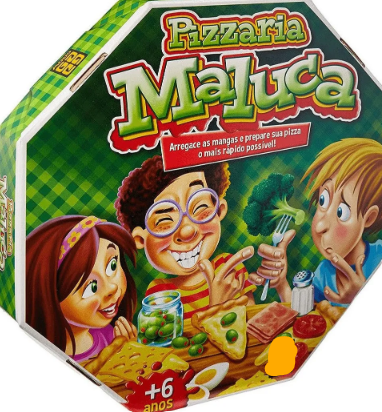 Pizzaria
Maluca
Arregace as mangas e prepare sua pizza
o mais rápido possível!
+6
anos